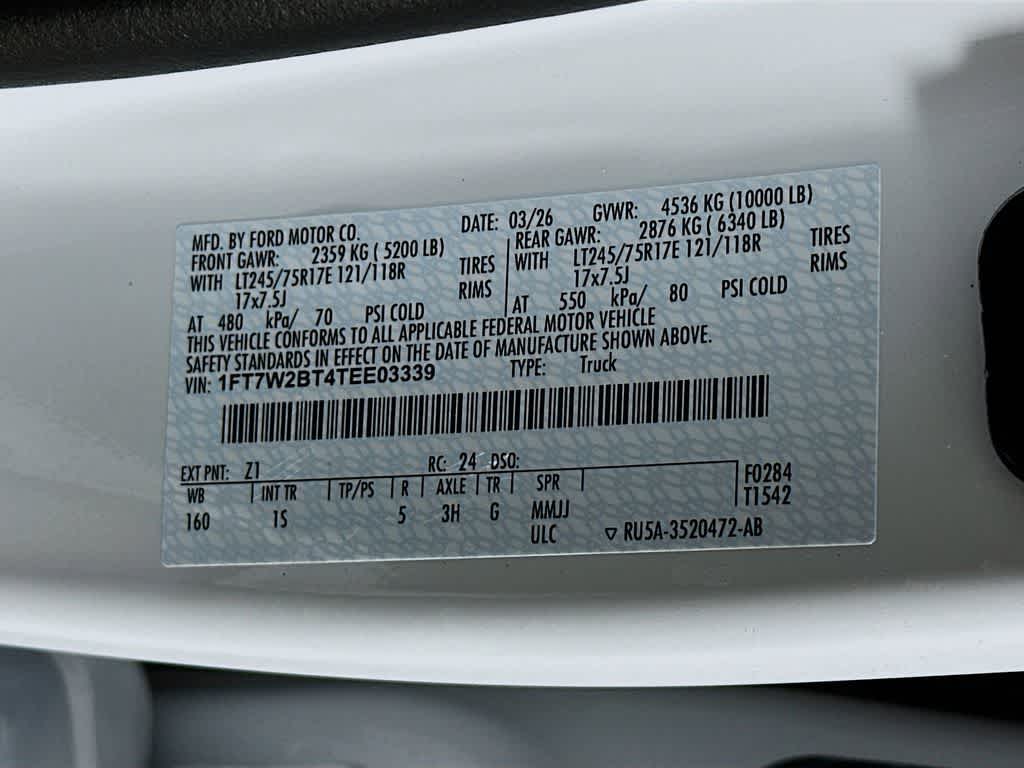 MFD. BY FORD MOTOR CO. DATE: 03/26 GVWR: 4536 KG (10000 LB)
FRONT GAWR: 2359 KG ( 5200 LB) REAR GAWR: 2876 KG ( 6340 LB)
WITH LT245/75R17E 121/118R TIRES WITH LT245/75R17E 121/118R TIRES
17x7.5J RIMS 17x7.5J RIMS
AT 480 kPa/ 70 PSI COLD AT 550 kPa/ 80 PSI COLD
THIS VEHICLE CONFORMS TO ALL APPLICABLE FEDERAL MOTOR VEHICLE
SAFETY STANDARDS IN EFFECT ON THE DATE OF MANUFACTURE SHOWN ABOVE.
VIN: 1FT7W2BT4TEE03339 TYPE: Truck
EXT PNT: Z1 RC: 24 DSO:
WB INT TR TP/PS R AXLE TR SPR F0284
160 1S 5 3H G MMJJ T1542
ULC RU5A-3520472-AB